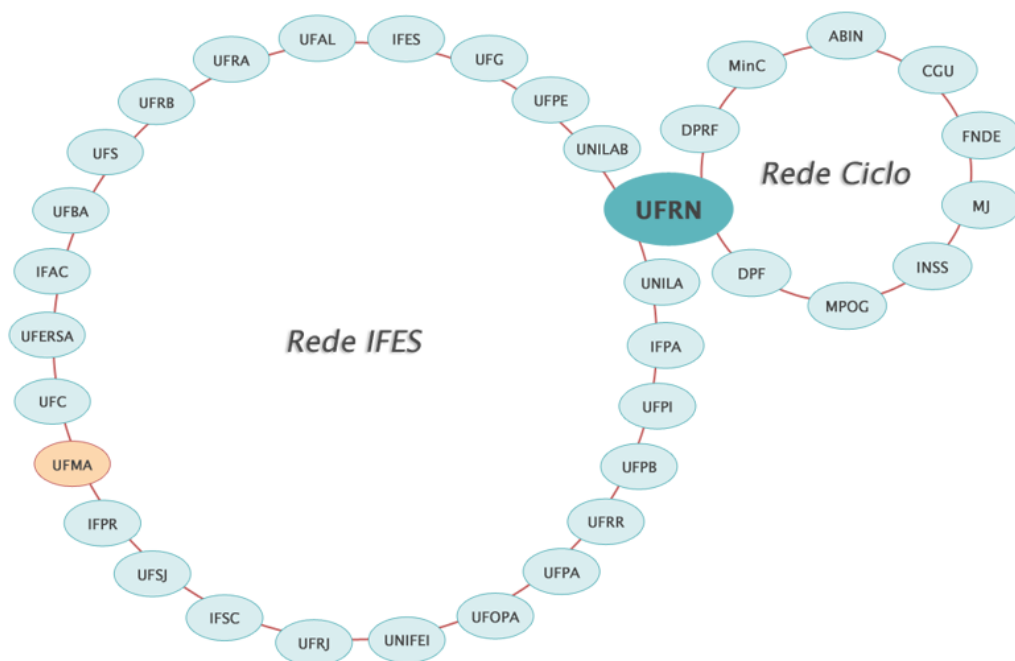 UFAL
IFES
UFRA
UFG
UFRB
UFPE
UFS
UNILAB
UFBA
UFRN
IFAC
UNILA
UFERSA
IFPA
Rede IFES
UFC
UFPI
UFMA
UFPB
IFPR
UFRR
UFSJ
UFPA
IFSC
UFOPA
UFRJ
UNIFEI
ABIN
MinC
CGU
DPRF
FNDE
Rede Ciclo
MJ
DPF
INSS
MPOG